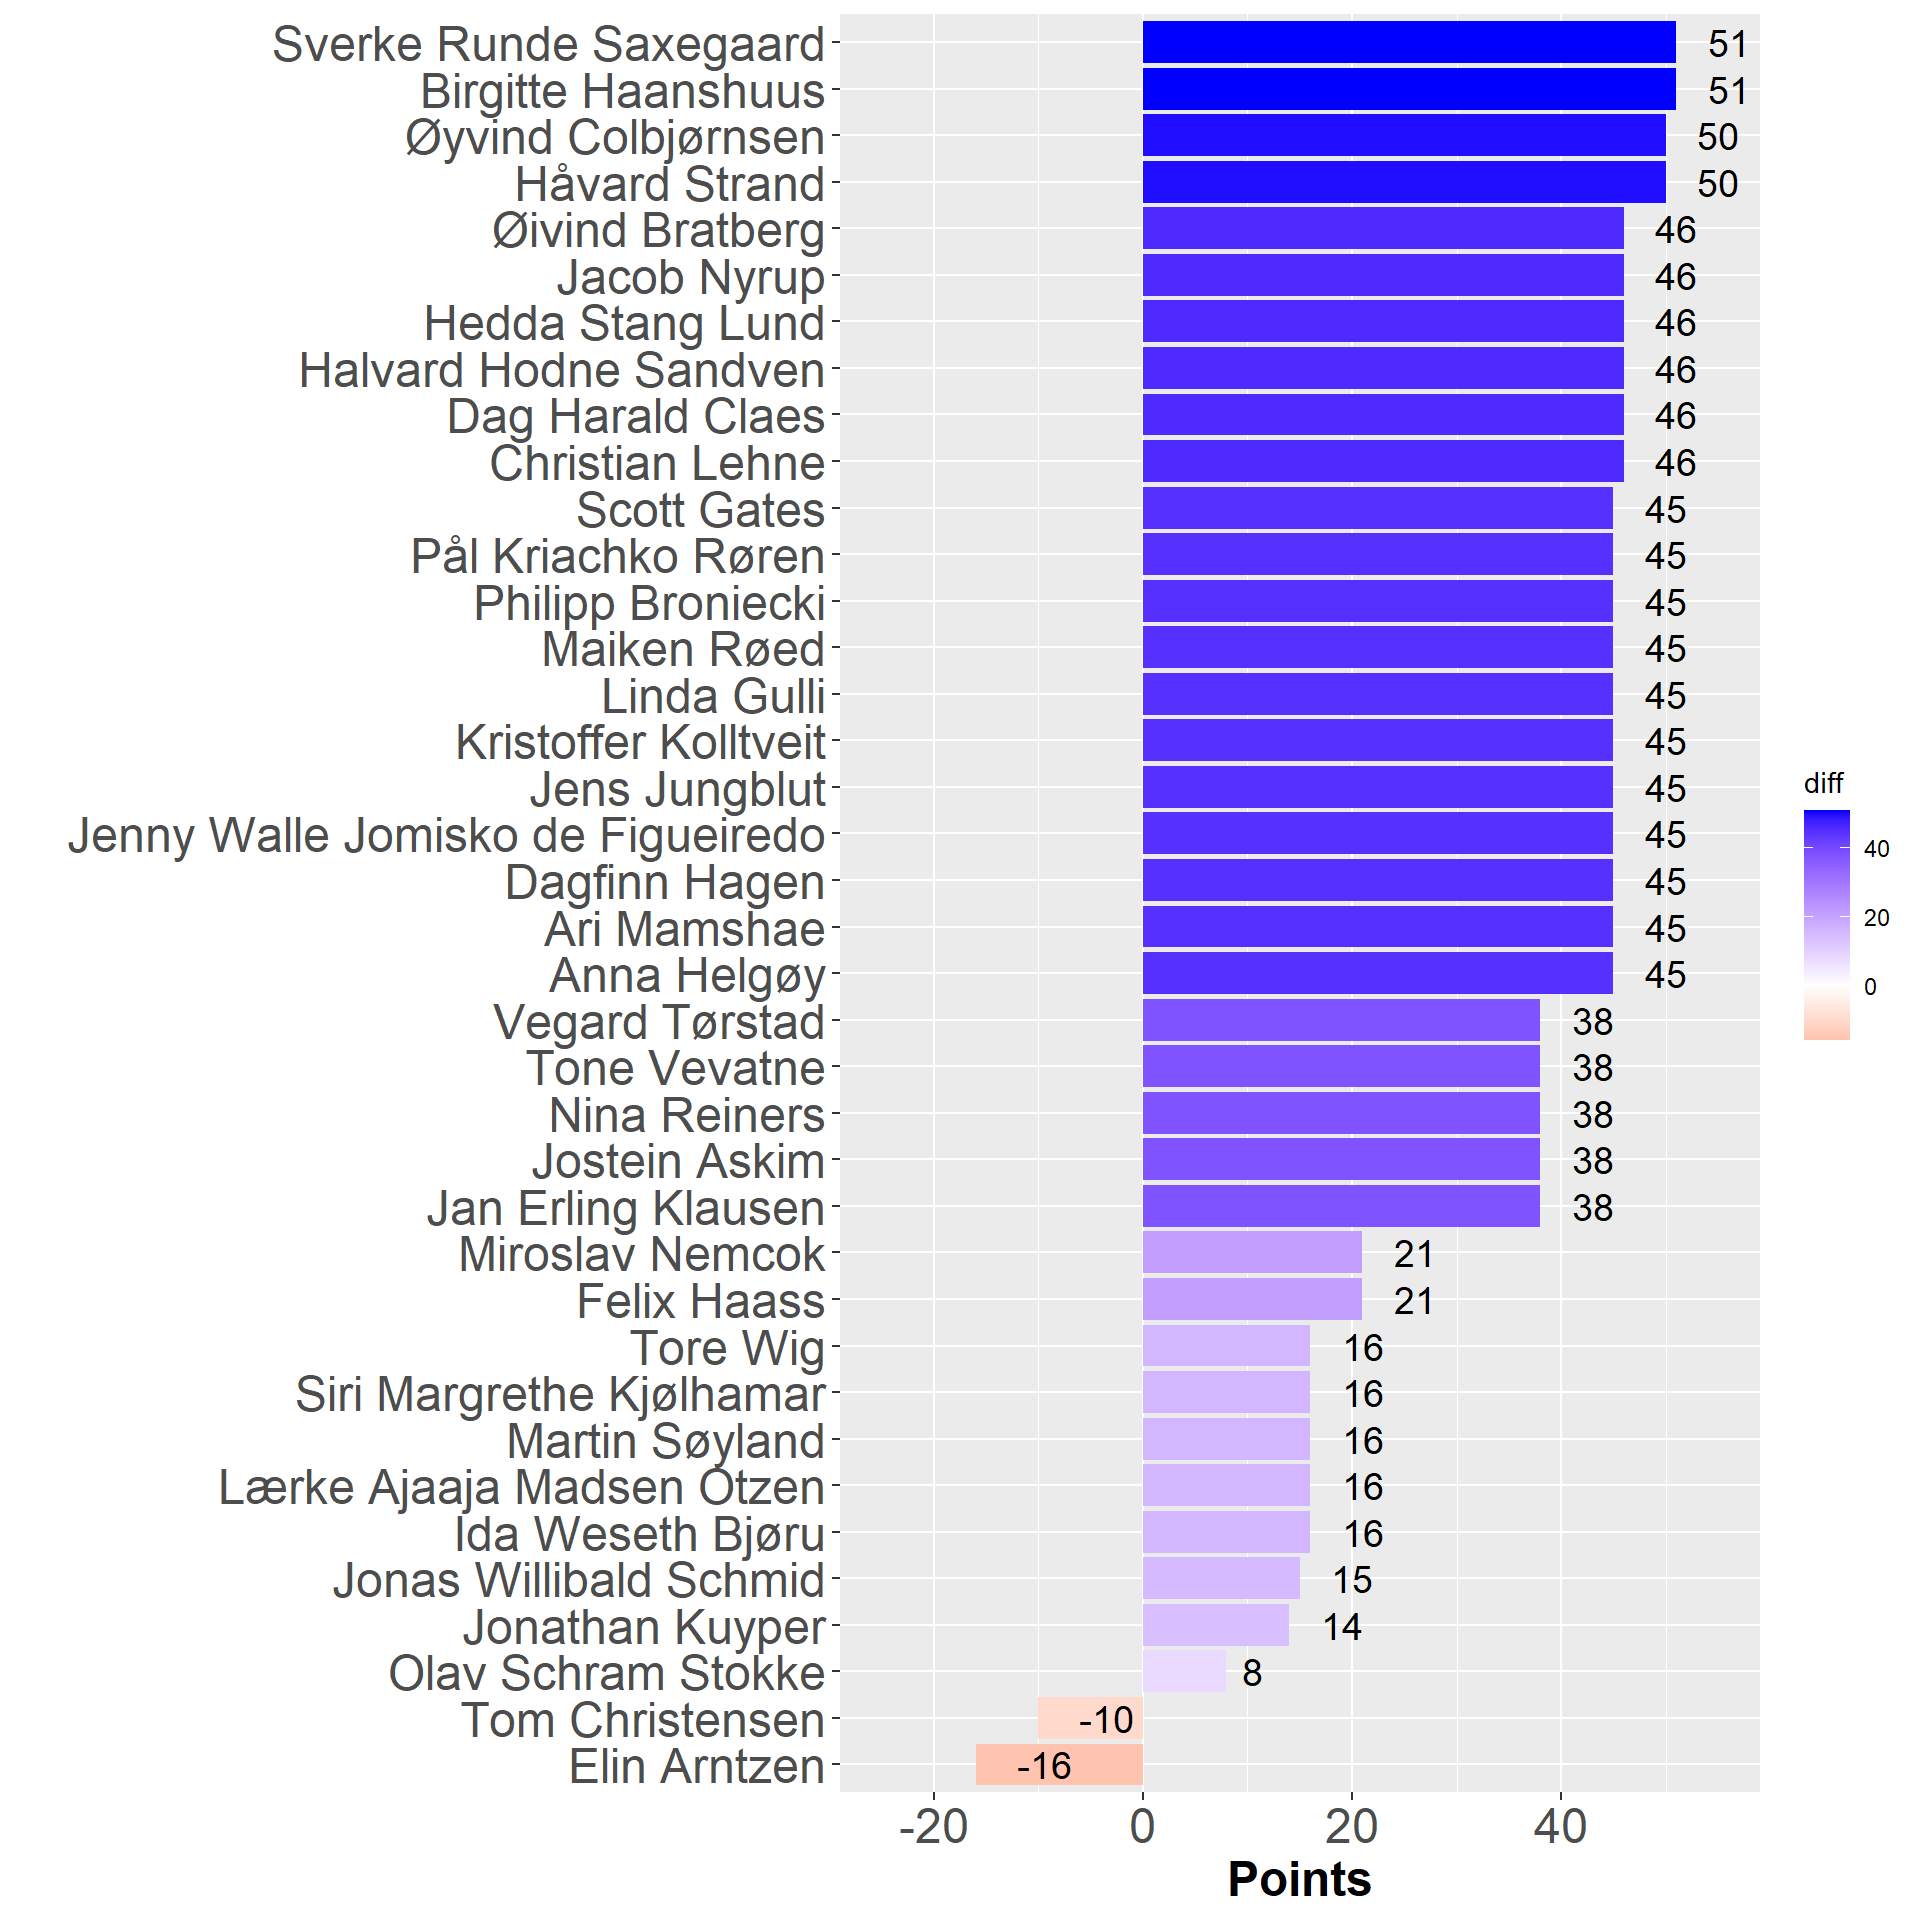 Sverke Runde Saxegaard 51
Birgitte Haanshuus 51
Øyvind Colbjørnsen 50
Håvard Strand 50
Øivind Bratberg 46
Jacob Nyrup 46
Hedda Stang Lund 46
Halvard Hodne Sandven 46
Dag Harald Claes 46
Christian Lehne 46
Scott Gates 45
Pål Kriachko Røren 45
Philipp Broniecki 45
Maiken Røed 45
Linda Gulli 45
Kristoffer Kolltveit 45
Jens Jungblut 45
Jenny Walle Jomisko de Figueiredo 45
Dagfinn Hagen 45
Ari Mamshae 45
Anna Helgøy 45
Vegard Tørstad 38
Tone Vevatne 38
Nina Reiners 38
Jostein Askim 38
Jan Erling Klausen 38
Miroslav Nemcok 21
Felix Haass 21
Tore Wig 16
Siri Margrethe Kjølhamar 16
Martin Søyland 16
Lærke Ajaaja Madsen Otzen 16
Ida Weseth Bjøru 16
Jonas Willibald Schmid 15
Jonathan Kuyper 14
Olav Schram Stokke 8
Tom Christensen -10
Elin Arntzen -16
-20 0 20 40
Points
diff
40
20
0